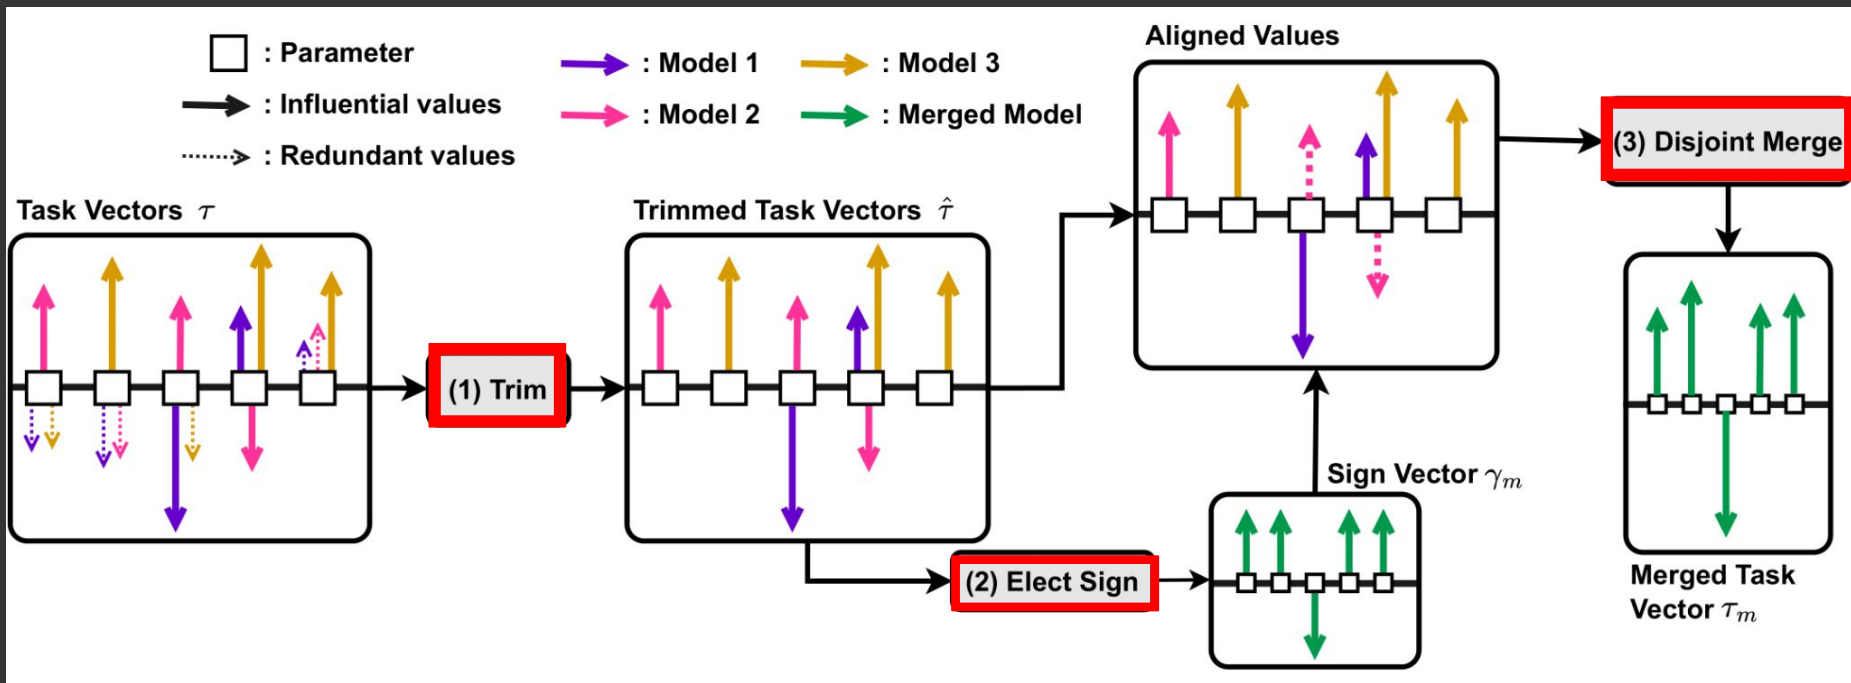 : Parameter
: Influential values
: Redundant values
: Model 1
: Model 2
: Model 3
: Merged Model
Task Vectors τ
(1) Trim
Trimmed Task Vectors τ̂
(2) Elect Sign
Sign Vector γₘ
Aligned Values
(3) Disjoint Merge
Merged Task
Vector τₘ